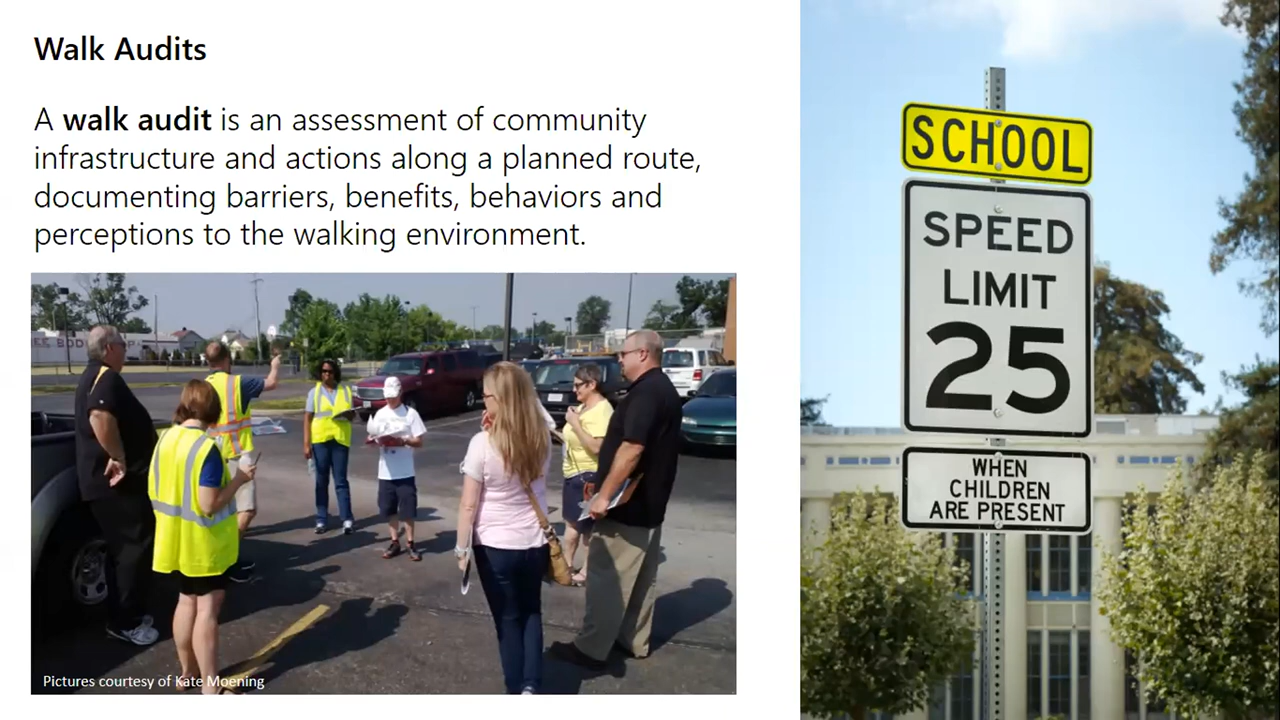 Walk Audits
A walk audit is an assessment of community
infrastructure and actions along a planned route,
documenting barriers, benefits, behaviors and
perceptions to the walking environment.
Pictures courtesy of Kate Moening
SCHOOL
SPEED
LIMIT
25
WHEN
CHILDREN
ARE PRESENT